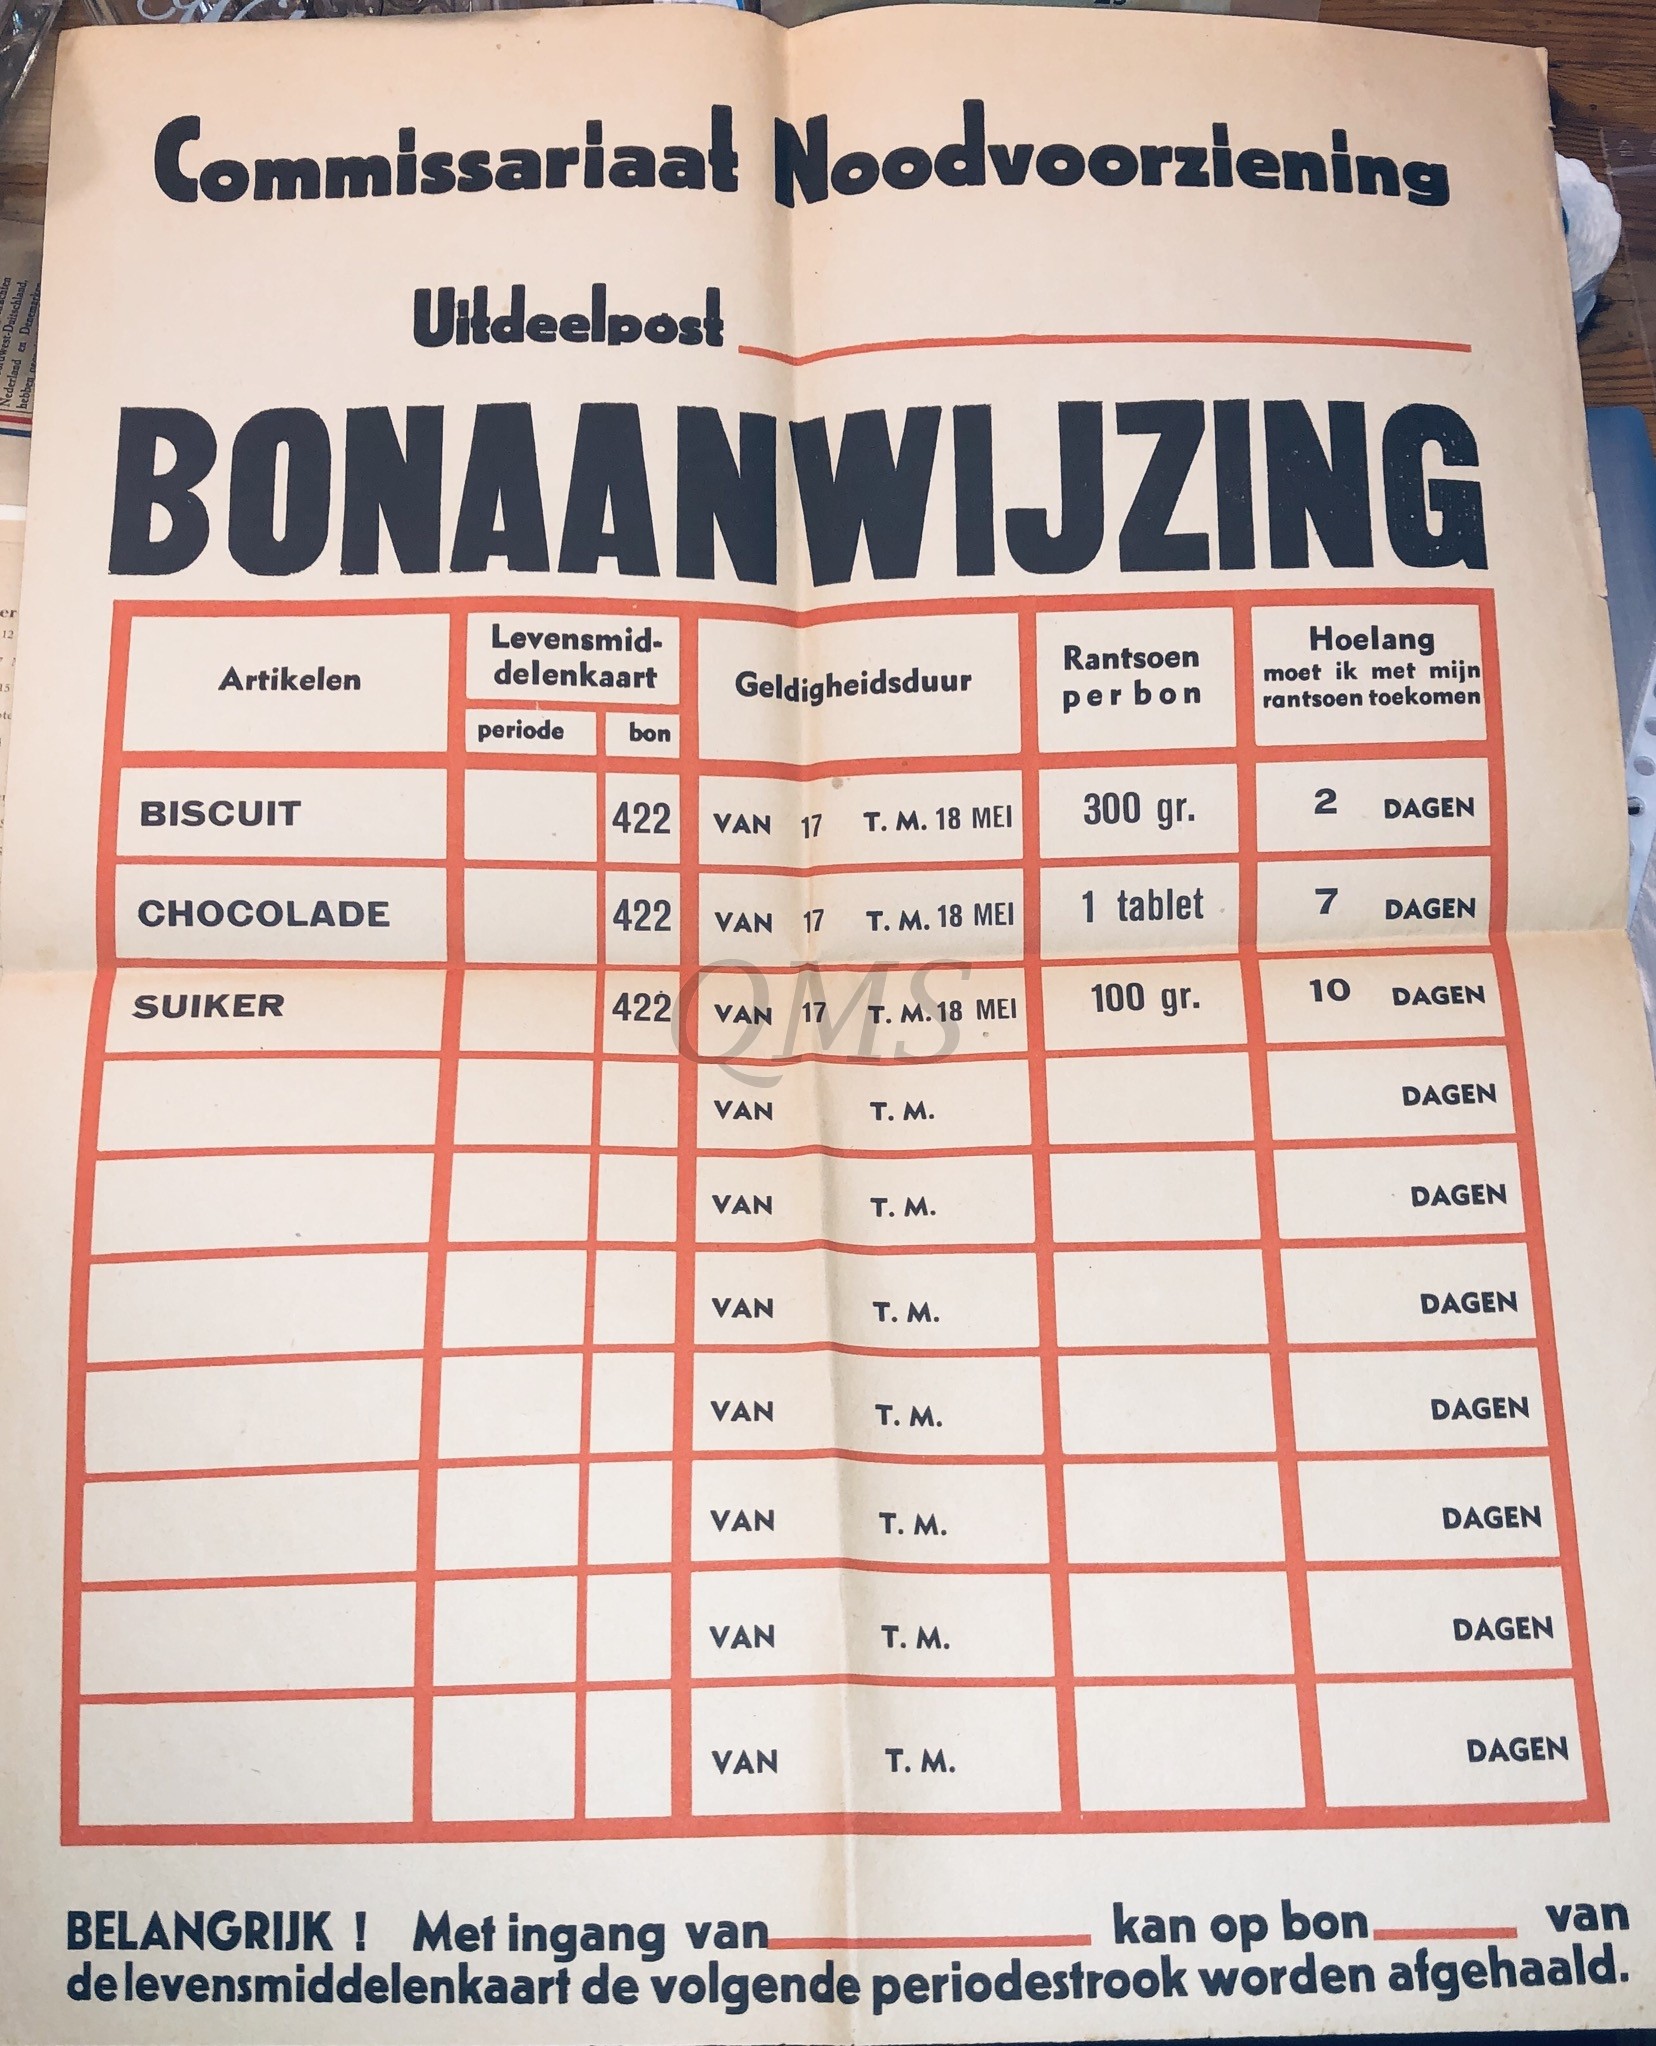 Commissariaat Noodvoorziening
Uitdeelpost
BONAANWIJZING
Artikelen
Levensmid-
delenkaart
periode bon
Geldigheidsduur
Rantsoen
per bon
Hoelang
moet ik met mijn
rantsoen toekomen
BISCUIT 422 VAN 17 T. M. 18 MEI 300 gr. 2 DAGEN
CHOCOLADE 422 VAN 17 T. M. 18 MEI 1 tablet 7 DAGEN
SUIKER 422 VAN 17 T. M. 18 MEI 100 gr. 10 DAGEN
QMS
VAN T. M. DAGEN
VAN T. M. DAGEN
VAN T. M. DAGEN
VAN T. M. DAGEN
VAN T. M. DAGEN
VAN T. M. DAGEN
VAN T. M. DAGEN
BELANGRIJK ! Met ingang van kan op bon van
de levensmiddelenkaart de volgende periodestrook worden afgehaald.
Nederland en Denemarken